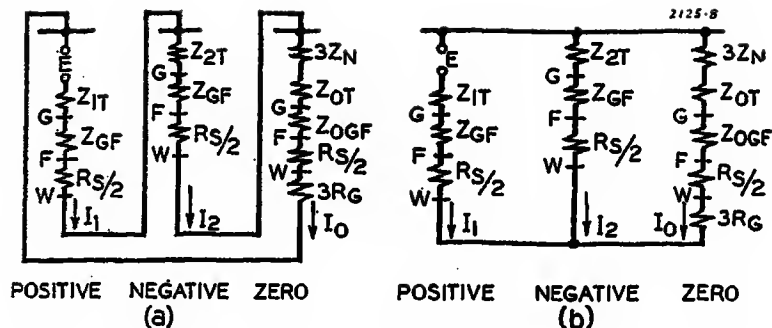 2125-8
E
Z1T
G
ZGF
F
RS/2
W
I1
Z2T
G
ZGF
F
RS/2
W
I2
3ZN
Z0T
G
Z0GF
F
RS/2
W
3RG
I0
POSITIVE NEGATIVE ZERO
(a)
E
Z1T
G
ZGF
F
RS/2
W
I1
Z2T
G
ZGF
F
RS/2
W
I2
3ZN
Z0T
Z0GF
F
RS/2
W
3RG
I0
POSITIVE NEGATIVE ZERO
(b)